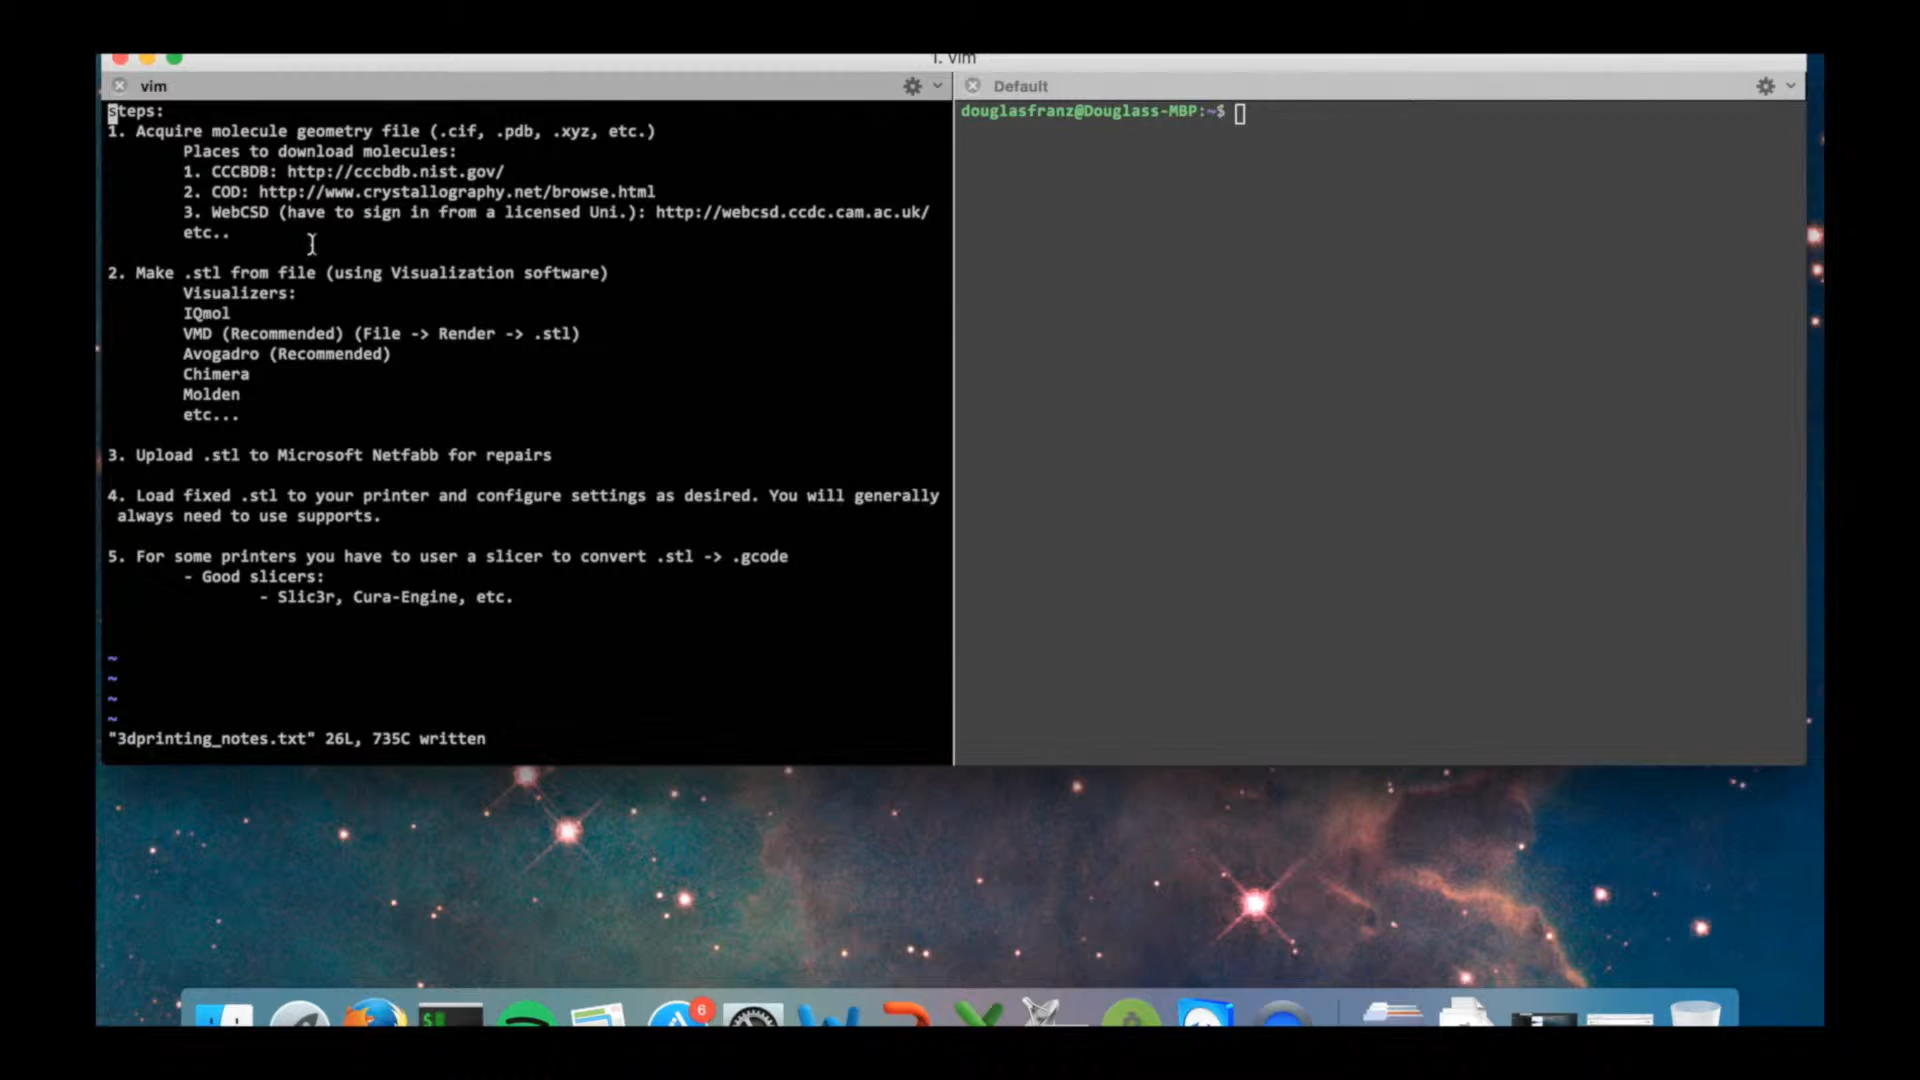 1. vim
vim
Default
steps:
1. Acquire molecule geometry file (.cif, .pdb, .xyz, etc.)
Places to download molecules:
1. CCCBDB: http://cccbdb.nist.gov/
2. COD: http://www.crystallography.net/browse.html
3. WebCSD (have to sign in from a licensed Uni.): http://webcsd.ccdc.cam.ac.uk/
etc..
2. Make .stl from file (using Visualization software)
Visualizers:
IQmol
VMD (Recommended) (File -> Render -> .stl)
Avogadro (Recommended)
Chimera
Molden
etc...
3. Upload .stl to Microsoft Netfabb for repairs
4. Load fixed .stl to your printer and configure settings as desired. You will generally
always need to use supports.
5. For some printers you have to user a slicer to convert .stl -> .gcode
- Good slicers:
- Slic3r, Cura-Engine, etc.
~
~
~
~
"3dprinting_notes.txt" 26L, 735C written
douglasfranz@Douglass-MBP:~$
$
6